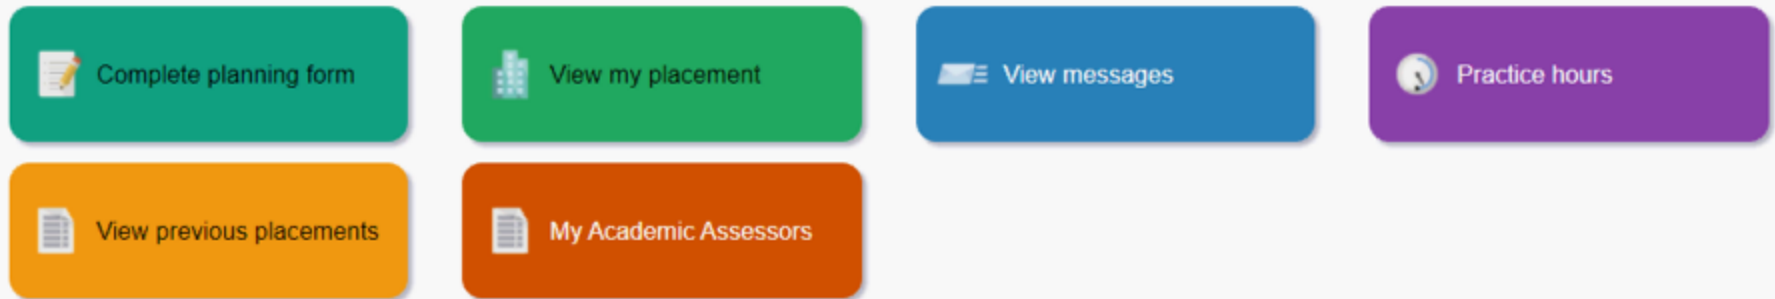 Complete planning form
View my placement
View messages
Practice hours
View previous placements
My Academic Assessors